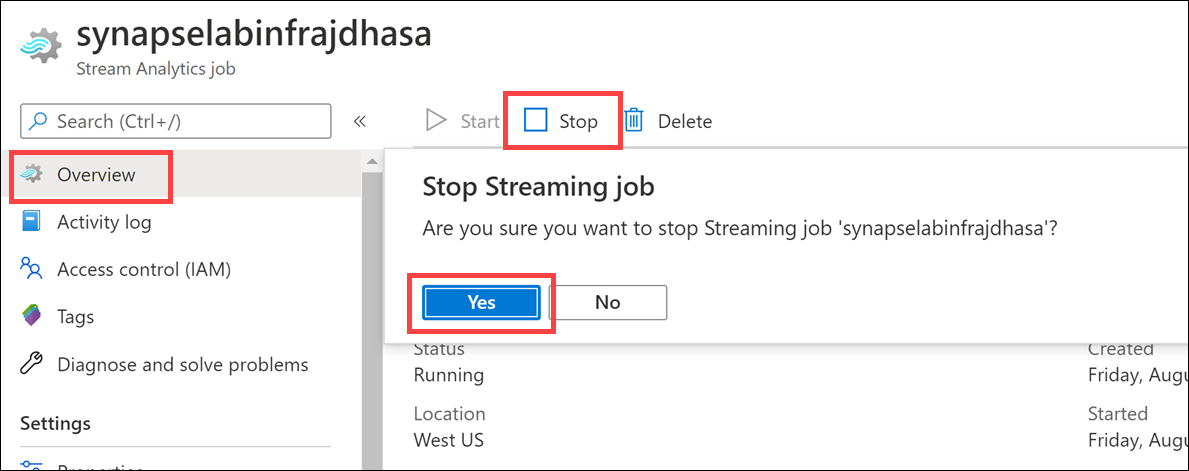 synapselabinfrajdhasa
Stream Analytics job
Search (Ctrl+/)
«
Start
Stop
Delete
Overview
Activity log
Access control (IAM)
Tags
Diagnose and solve problems
Settings
Properties
Stop Streaming job
Are you sure you want to stop Streaming job 'synapselabinfrajdhasa'?
Yes
No
Status
Running
Location
West US
Created
Friday, Augu
Started
Friday, Augu